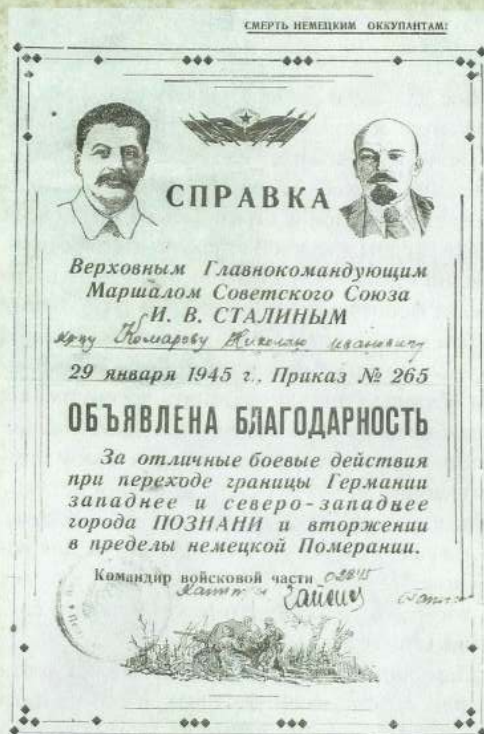 СМЕРТЬ НЕМЕЦКИМ ОККУПАНТАМ!
СПРАВКА
Верховным Главнокомандующим
Маршалом Советского Союза
И. В. СТАЛИНЫМ
Комарову Николаю Ивановичу
29 января 1945 г., Приказ № 265
ОБЪЯВЛЕНА БЛАГОДАРНОСТЬ
За отличные боевые действия
при переходе границы Германии
западнее и северо-западнее
города ПОЗНАНИ и вторжении
в пределы немецкой Померании.
Командир войсковой части